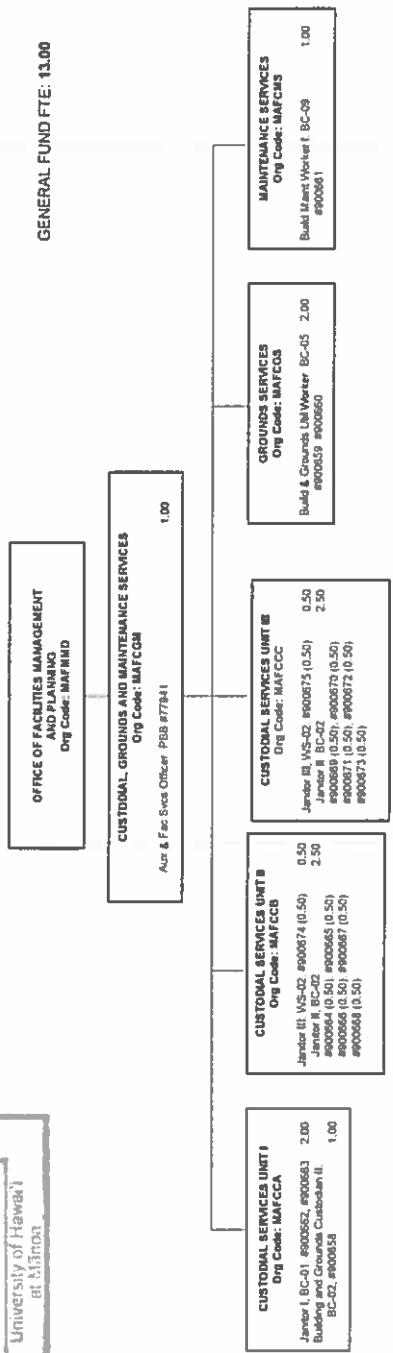 University of Hawai'i
at Mānoa
GENERAL FUND FTE: 13.00
OFFICE OF FACILITIES MANAGEMENT
AND PLANNING
Org Code: MAFMMD
CUSTODIAL, GROUNDS AND MAINTENANCE SERVICES
Org Code: MAFCGM
Aux & Fac Svcs Officer PBB #77941 1.00
CUSTODIAL SERVICES UNIT I
Org Code: MAFCCA
Janitor I, BC-01 #900662, #900663 2.00
Building and Grounds Custodian II.
BC-02, #900658 1.00
CUSTODIAL SERVICES UNIT II
Org Code: MAFCCB
Janitor III. WS-02 #900674 (0.50) 0.50
Janitor II, BC-02 2.50
#900664 (0.50). #900665 (0.50)
#900666 (0.50) #900667 (0.50)
#900668 (0.50)
CUSTODIAL SERVICES UNIT III
Org Code: MAFCCC
Janitor III, WS-02 #900675 (0.50) 0.50
Janitor II BC-02 2.50
#900669 (0.50), #900670 (0.50)
#900671 (0.50), #900672 (0.50)
#900673 (0.50)
GROUNDS SERVICES
Org Code: MAFCGS
Build & Grounds Util Worker BC-05 2.00
#900659 #900660
MAINTENANCE SERVICES
Org Code: MAFCMS
Build Maint Worker I. BC-09 1.00
#900661